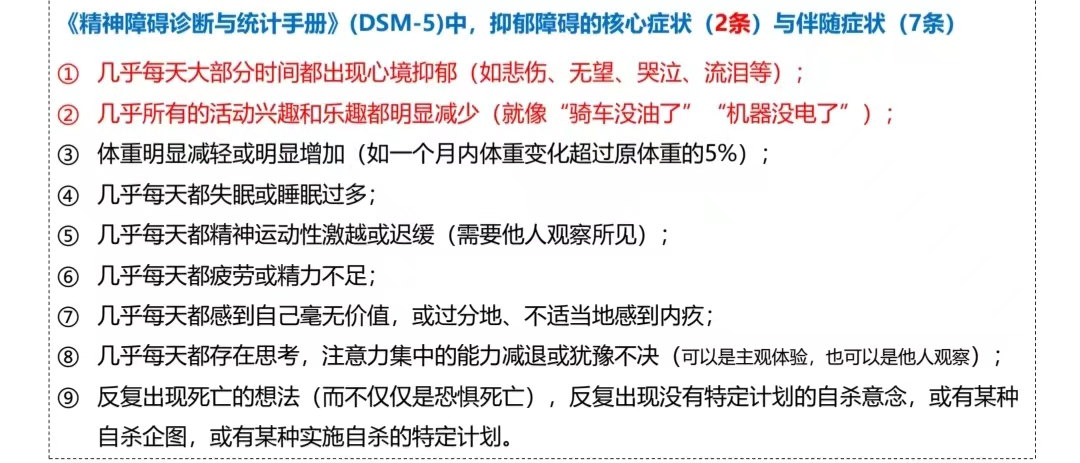 《精神障碍诊断与统计手册》(DSM-5)中，抑郁障碍的核心症状（2条）与伴随症状（7条）
① 几乎每天大部分时间都出现心境抑郁（如悲伤、无望、哭泣、流泪等）；
② 几乎所有的活动兴趣和乐趣都明显减少（就像“骑车没油了”“机器没电了”）；
③ 体重明显减轻或明显增加（如一个月内体重变化超过原体重的5%）；
④ 几乎每天都失眠或睡眠过多；
⑤ 几乎每天都精神运动性激越或迟缓（需要他人观察所见）；
⑥ 几乎每天都疲劳或精力不足；
⑦ 几乎每天都感到自己毫无价值，或过分地、不适当地感到内疚；
⑧ 几乎每天都存在思考，注意力集中的能力减退或犹豫不决（可以是主观体验，也可以是他人观察）；
⑨ 反复出现死亡的想法（而不仅仅是恐惧死亡），反复出现没有特定计划的自杀意念，或有某种
自杀企图，或有某种实施自杀的特定计划。